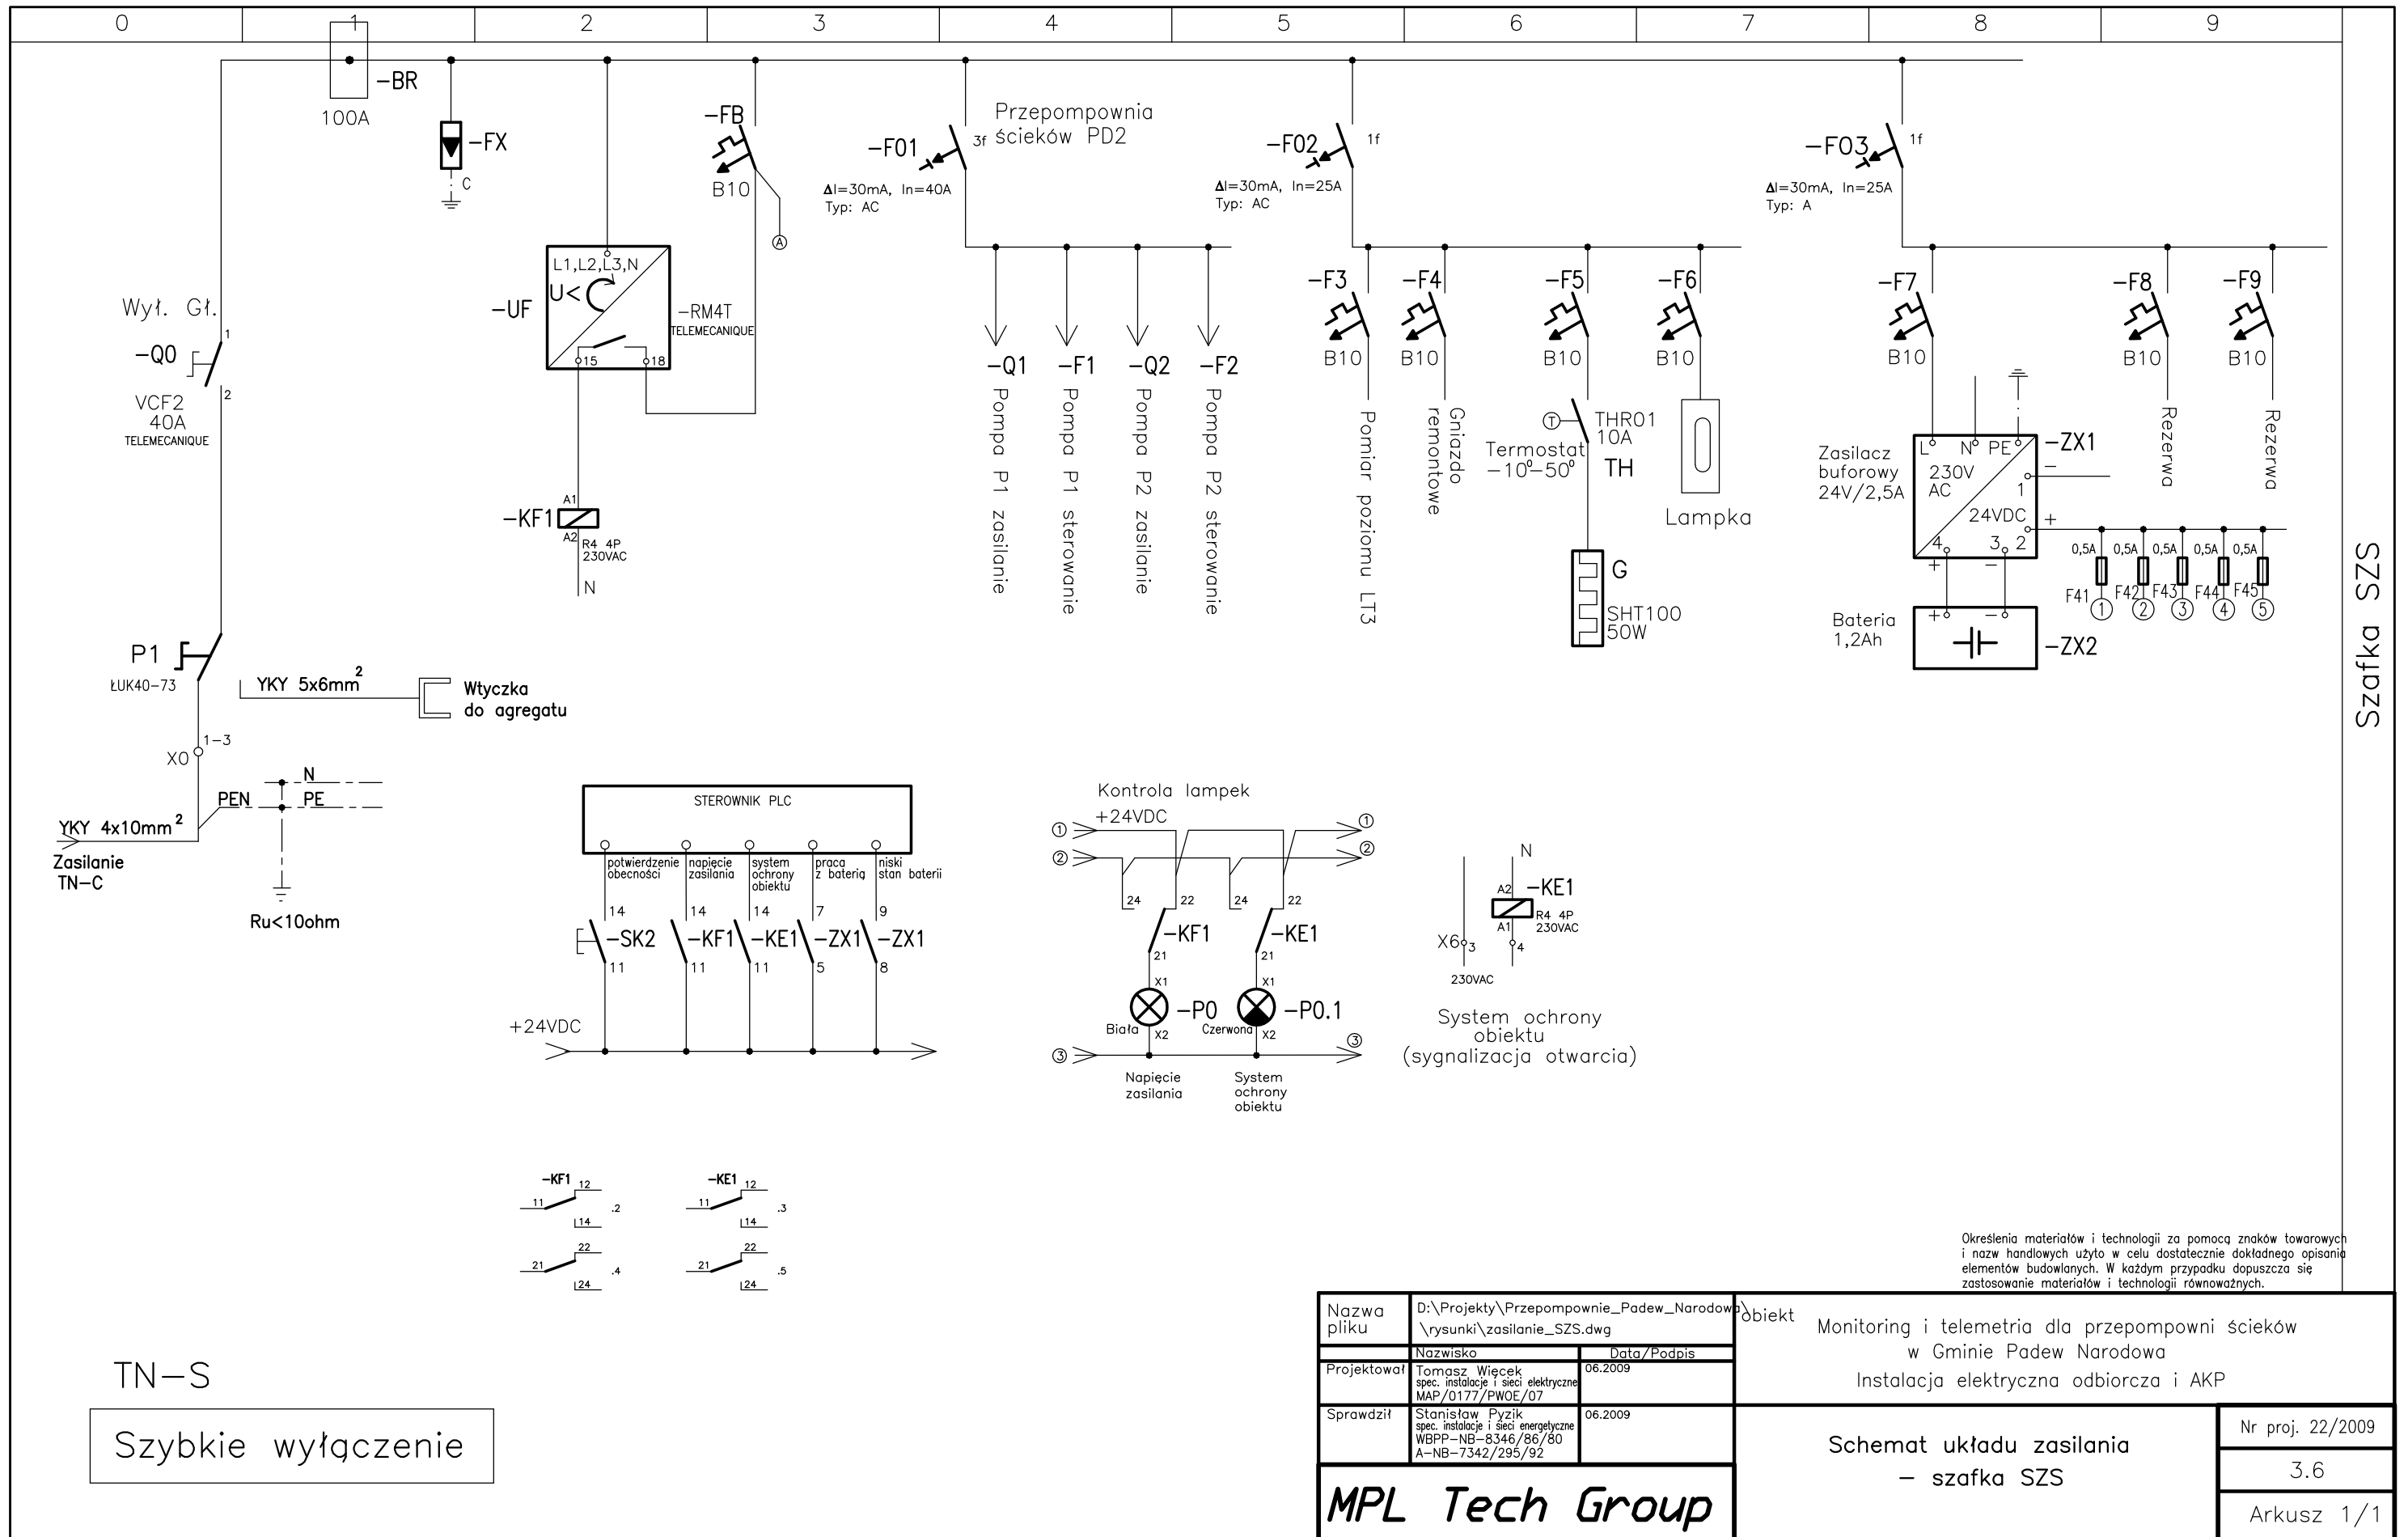 0 1 2 3 4 5 6 7 8 9
-BR
100A
-FX
C
-FB
B10
A
-F01
3f
Przepompownia
ścieków PD2
ΔI=30mA, In=40A
Typ: AC
-F02
1f
ΔI=30mA, In=25A
Typ: AC
-F03
1f
ΔI=30mA, In=25A
Typ: A
Wył. Gł.
-Q0
1
2
VCF2
40A
TELEMECANIQUE
-UF
L1,L2,L3,N
U<
15
18
-RM4T
TELEMECANIQUE
-KF1
A1
A2
R4 4P
230VAC
N
-Q1
Pompa P1 zasilanie
-F1
Pompa P1 sterowanie
-Q2
Pompa P2 zasilanie
-F2
Pompa P2 sterowanie
-F3
B10
Pomiar poziomu LT3
-F4
B10
Gniazdo
remontowe
-F5
B10
T
THR01
10A
Termostat
-10°-50°
TH
G
SHT100
50W
-F6
B10
Lampka
-F7
B10
-F8
B10
Rezerwa
-F9
B10
Rezerwa
Zasilacz
buforowy
24V/2,5A
L N PE
-ZX1
230V
AC
-
1
24VDC
+
4 3 2
+ -
Bateria
1,2Ah
+ -
-ZX2
0,5A 0,5A 0,5A 0,5A 0,5A
F41 F42 F43 F44 F45
1 2 3 4 5
Szafka SZS
P1
ŁUK40-73
YKY 5x6mm²
Wtyczka
do agregatu
X0
1-3
N
PEN
PE
YKY 4x10mm²
Zasilanie
TN-C
Ru<10ohm
STEROWNIK PLC
potwierdzenie
obecności
napięcie
zasilania
system
ochrony
obiektu
praca
z baterią
niski
stan baterii
14 14 14 7 9
-SK2 -KF1 -KE1 -ZX1 -ZX1
11 11 11 5 8
+24VDC
Kontrola lampek
+24VDC
1 1
2 2
24 22 24 22
-KF1 -KE1
21 21
X1 X1
-P0 -P0.1
Biała Czerwona
X2 X2
3 3
Napięcie
zasilania
System
ochrony
obiektu
N
A2
-KE1
R4 4P
230VAC
A1
X6
3 4
230VAC
System ochrony
obiektu
(sygnalizacja otwarcia)
-KF1 12
11 .2
14
22
21 .4
24
-KE1 12
11 .3
14
22
21 .5
24
TN-S
Szybkie wyłączenie
Określenia materiałów i technologii za pomocą znaków towarowych
i nazw handlowych użyto w celu dostatecznie dokładnego opisania
elementów budowlanych. W każdym przypadku dopuszcza się
zastosowanie materiałów i technologii równoważnych.
Nazwa
pliku
D:\Projekty\Przepompownie_Padew_Narodowa\
\rysunki\zasilanie_SZS.dwg
Nazwisko Data/Podpis
Projektował
Tomasz Więcek
spec. instalacje i sieci elektryczne
MAP/0177/PWOE/07
06.2009
Sprawdził
Stanisław Pyzik
spec. instalacje i sieci energetyczne
WBPP-NB-8346/86/80
A-NB-7342/295/92
06.2009
MPL Tech Group
obiekt
Monitoring i telemetria dla przepompowni ścieków
w Gminie Padew Narodowa
Instalacja elektryczna odbiorcza i AKP
Schemat układu zasilania
- szafka SZS
Nr proj. 22/2009
3.6
Arkusz 1/1